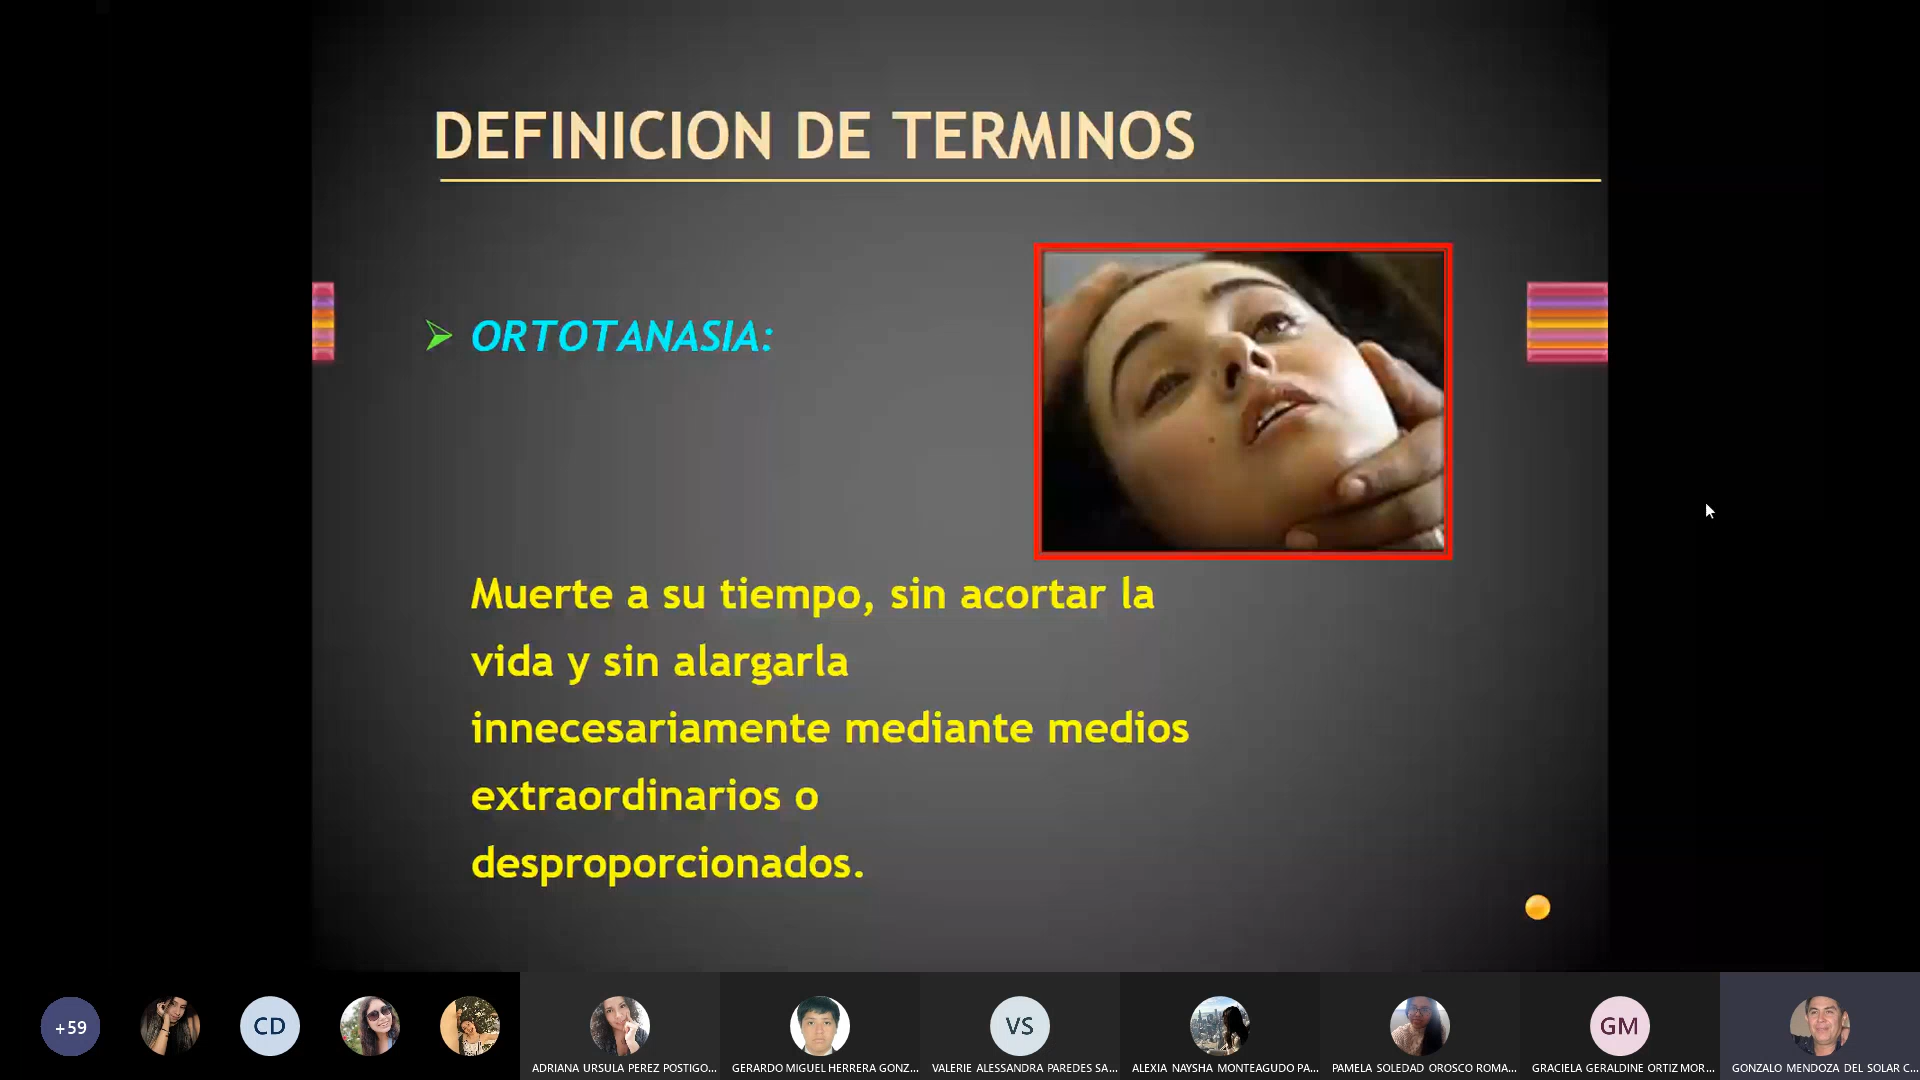 DEFINICION DE TERMINOS
ORTOTANASIA:
Muerte a su tiempo, sin acortar la
vida y sin alargarla
innecesariamente mediante medios
extraordinarios o
desproporcionados.
+59
CD
VS
GM
ADRIANA URSULA PEREZ POSTIGO...
GERARDO MIGUEL HERRERA GONZ...
VALERIE ALESSANDRA PAREDES SA...
ALEXIA NAYSHA MONTEAGUDO PA...
PAMELA SOLEDAD OROSCO ROMA...
GRACIELA GERALDINE ORTIZ MOR...
GONZALO MENDOZA DEL SOLAR C...